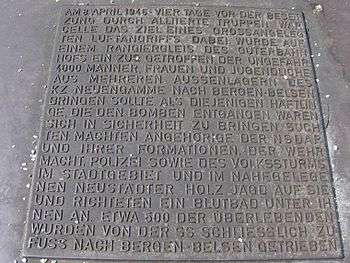 AM 8. APRIL 1945, VIER TAGE VOR DER BESET
ZUNG DURCH ALLIIERTE TRUPPEN WAR
CELLE DAS ZIEL EINES GROSSANGELEG
TEN LUFTANGRIFFS. DABEI WURDE AUF
EINEM RANGIERGLEIS DES GÜTERBAHN
HOFS EIN ZUG GETROFFEN DER UNGEFÄHR
4000 MÄNNER, FRAUEN UND JUGENDLICHE
AUS MEHREREN AUSSENLAGERN DES
KZ NEUENGAMME NACH BERGEN-BELSEN
BRINGEN SOLLTE. ALS DIEJENIGEN HÄFTLIN
GE, DIE DEN BOMBEN ENTGANGEN WAREN
SICH IN SICHERHEIT ZU BRINGEN SUCH
TEN MACHTEN ANGEHÖRIGE DER NSDAP
UND IHRER FORMATIONEN, DER WEHR
MACHT, POLIZEI SOWIE DES VOLKSSTURMS
IM STADTGEBIET UND IM NAHEGELEGE
NEN NEUSTÄDTER HOLZ JAGD AUF SIE
UND RICHTETEN EIN BLUTBAD UNTER IH
NEN AN. ETWA 500 DER ÜBERLEBENDEN
WURDEN VON DER SS SCHLIESSLICH ZU
FUSS NACH BERGEN-BELSEN GETRIEBEN